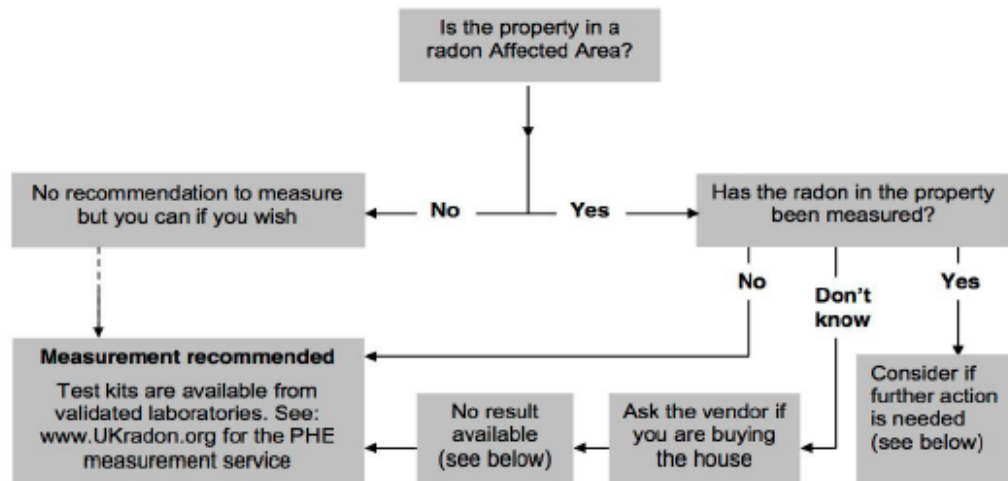 Is the property in a
radon Affected Area?
No recommendation to measure
but you can if you wish
No
Yes
Has the radon in the property
been measured?
No
Don't
know
Yes
Measurement recommended
Test kits are available from
validated laboratories. See:
www.UKradon.org for the PHE
measurement service
No result
available
(see below)
Ask the vendor if
you are buying
the house
Consider if
further action
is needed
(see below)